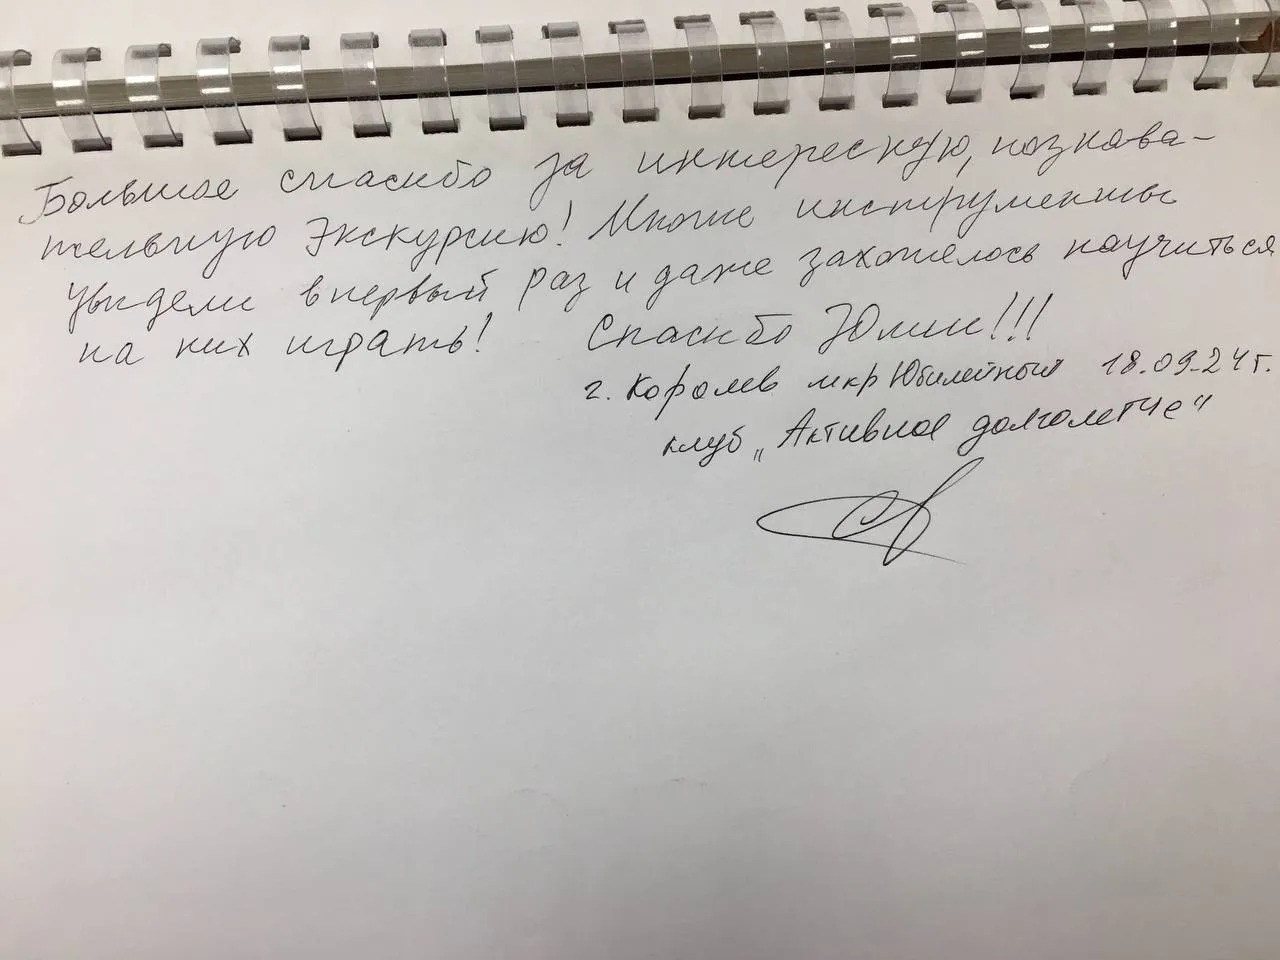 Большое спасибо за интересную, познава-
тельную экскурсию! Многие инструменты
увидели впервый раз и даже захотелось научиться
на них играть! Спасибо Юлии!!!
г. Королев мкр Юбилейный 18.09.24г.
клуб „Активное долголетие"